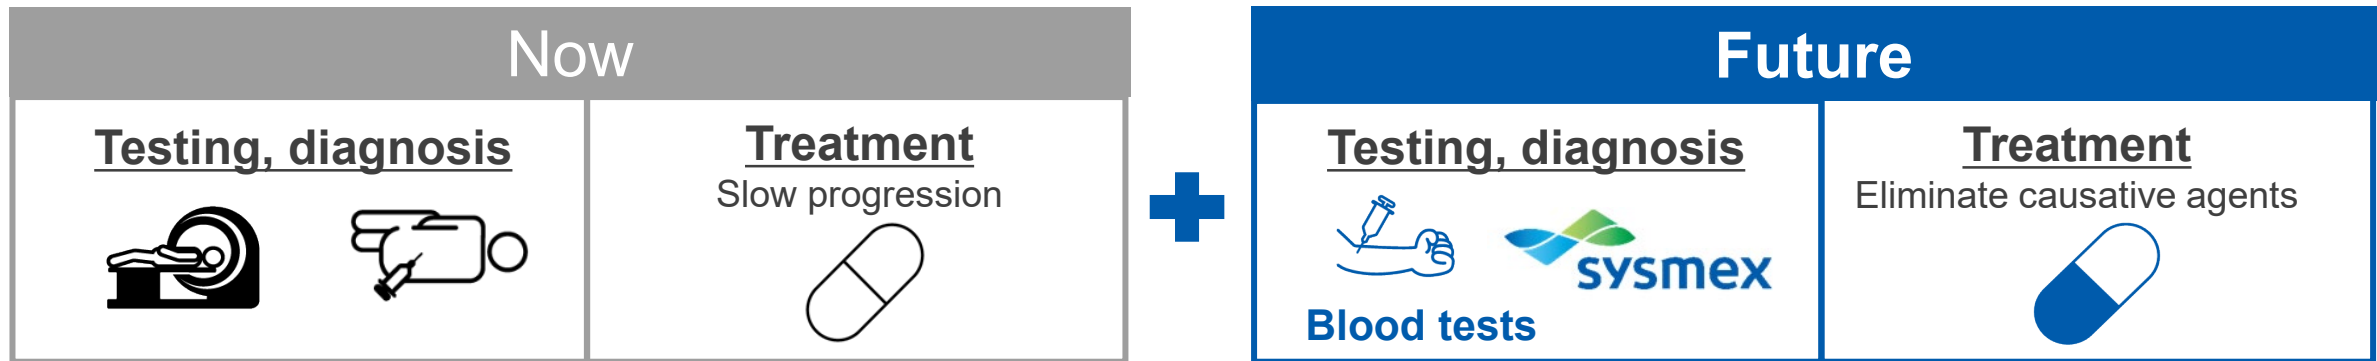 Now
Testing, diagnosis
Treatment
Slow progression
Future
Testing, diagnosis
sysmex
Blood tests
Treatment
Eliminate causative agents